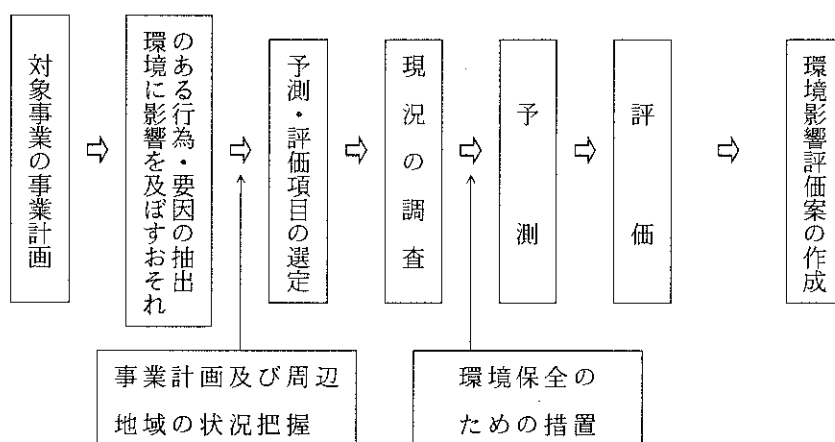 対象事業の事業計画
環境に影響を及ぼすおそれ
のある行為・要因の抽出
予測・評価項目の選定
現況の調査
予測
評価
環境影響評価案の作成
事業計画及び周辺
地域の状況把握
環境保全の
ための措置